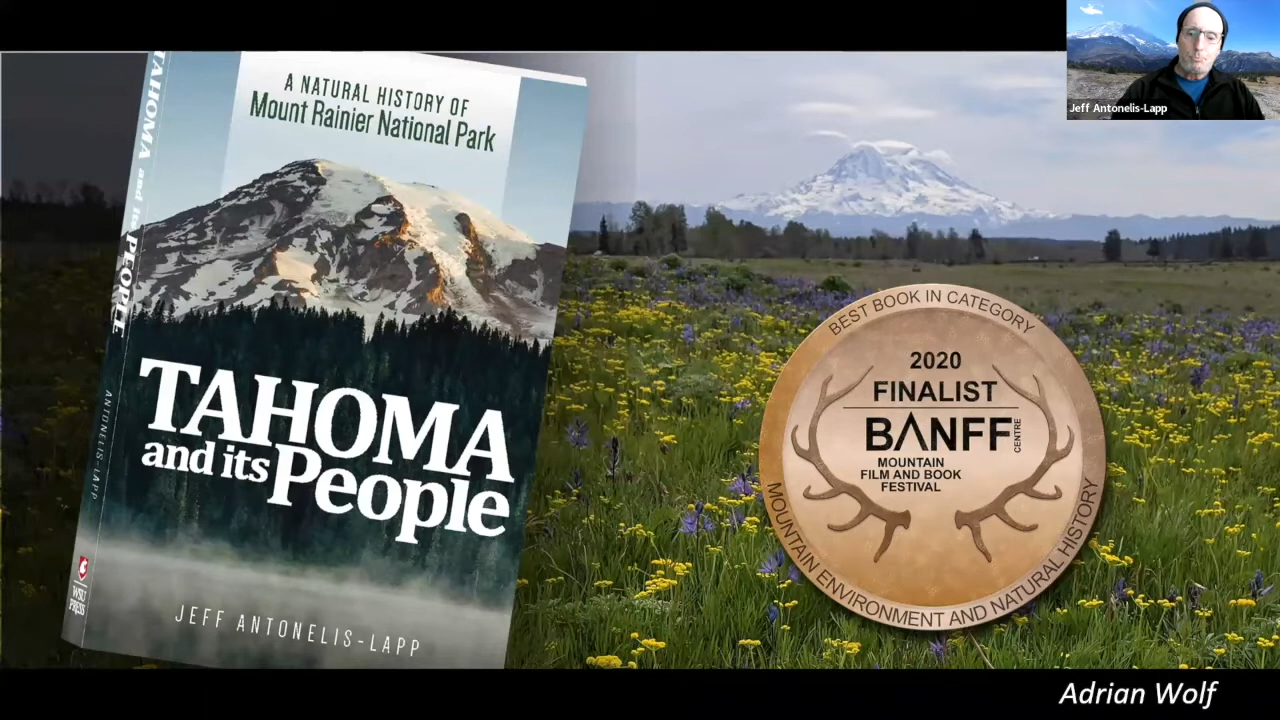 Jeff Antonelis-Lapp
A NATURAL HISTORY OF
Mount Rainier National Park
TAHOMA
and its People
JEFF ANTONELIS-LAPP
TAHOMA and its PEOPLE
ANTONELIS-LAPP
WSU
PRESS
BEST BOOK IN CATEGORY
2020
FINALIST
BANFF
CENTRE
MOUNTAIN
FILM AND BOOK
FESTIVAL
MOUNTAIN ENVIRONMENT AND NATURAL HISTORY
Adrian Wolf